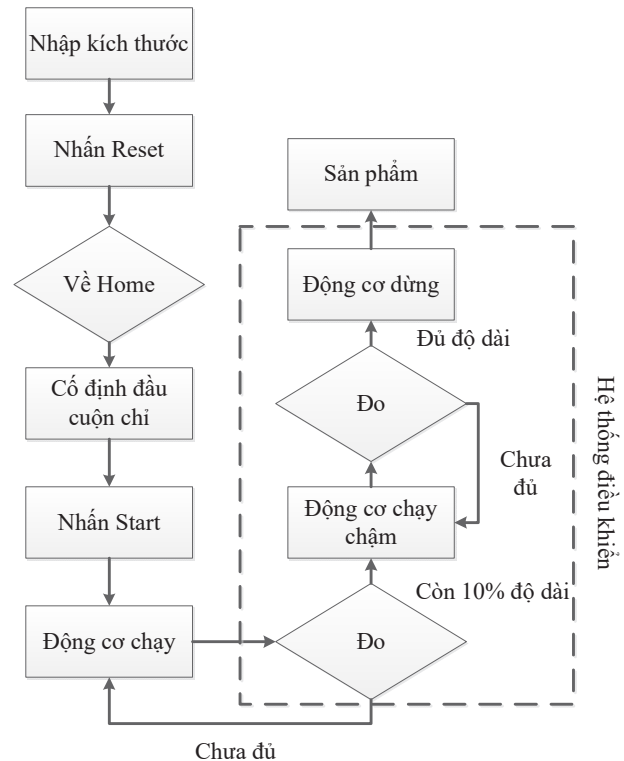 Nhập kích thước
Nhấn Reset
Về Home
Cố định đầu
cuộn chỉ
Nhấn Start
Động cơ chạy
Chưa đủ
Đo
Còn 10% độ dài
Động cơ chạy
chậm
Chưa
đủ
Đo
Đủ độ dài
Động cơ dừng
Sản phẩm
Hệ thống điều khiển